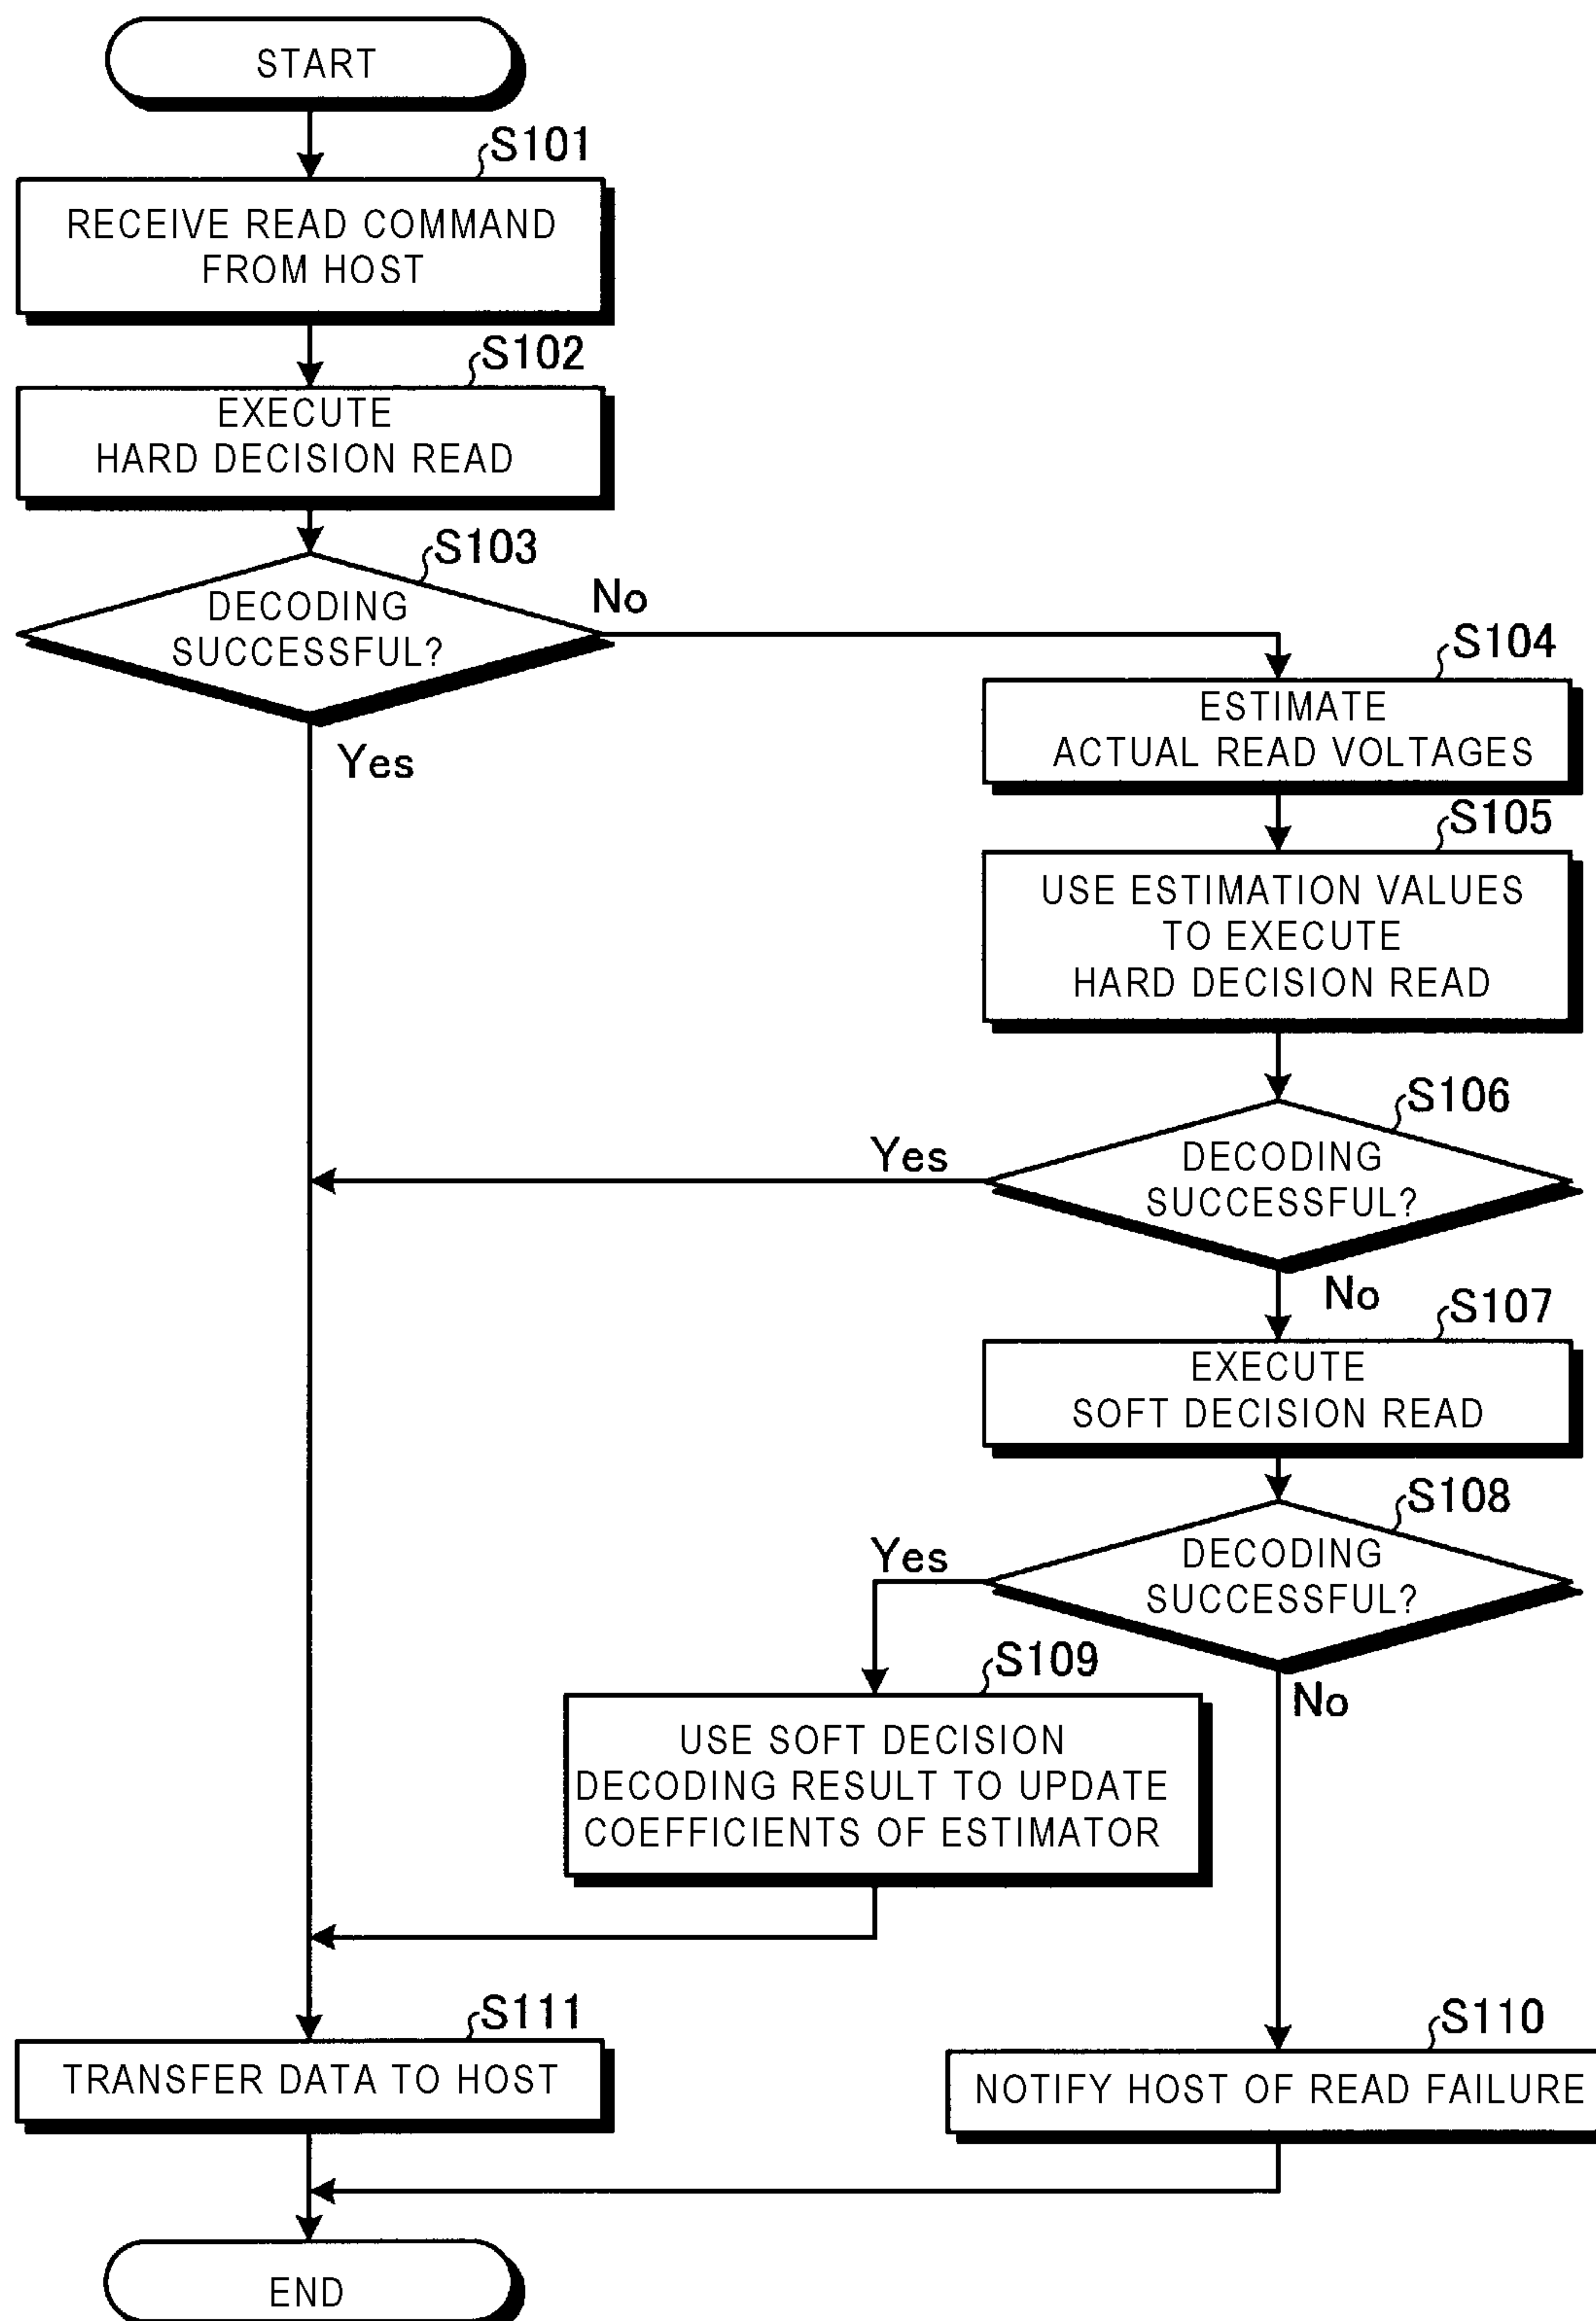 START
S101
RECEIVE READ COMMAND
FROM HOST
S102
EXECUTE
HARD DECISION READ
S103
DECODING
SUCCESSFUL?
No
Yes
S104
ESTIMATE
ACTUAL READ VOLTAGES
S105
USE ESTIMATION VALUES
TO EXECUTE
HARD DECISION READ
S106
DECODING
SUCCESSFUL?
Yes
No
S107
EXECUTE
SOFT DECISION READ
S108
DECODING
SUCCESSFUL?
Yes
No
S109
USE SOFT DECISION
DECODING RESULT TO UPDATE
COEFFICIENTS OF ESTIMATOR
S111
TRANSFER DATA TO HOST
S110
NOTIFY HOST OF READ FAILURE
END